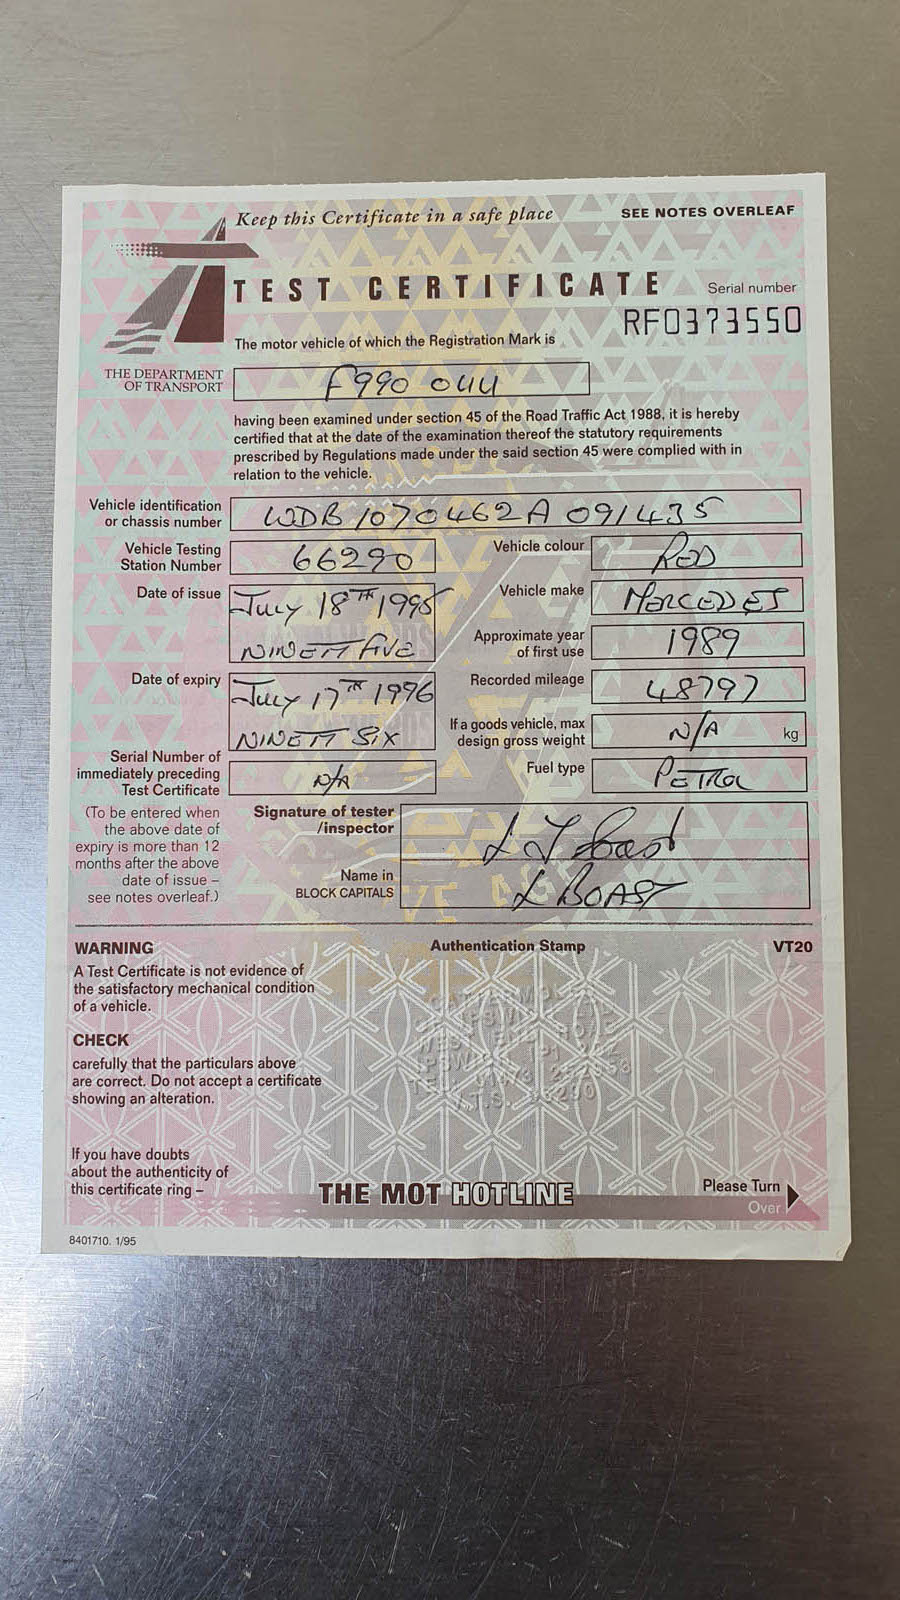 Keep this Certificate in a safe place
SEE NOTES OVERLEAF
TEST CERTIFICATE
Serial number
RF0373550
The motor vehicle of which the Registration Mark is
THE DEPARTMENT
OF TRANSPORT
F990 OUU
having been examined under section 45 of the Road Traffic Act 1988, it is hereby
certified that at the date of the examination thereof the statutory requirements
prescribed by Regulations made under the said section 45 were complied with in
relation to the vehicle.
Vehicle identification
or chassis number
WDB1070462A091435
Vehicle Testing
Station Number
66290
Vehicle colour
RED
Date of issue
July 18TH 1995
NINETY FIVE
Vehicle make
MERCEDES
Approximate year
of first use
1989
Date of expiry
July 17TH 1996
NINETY SIX
Recorded mileage
48797
If a goods vehicle, max
design gross weight
N/A
kg
Serial Number of
immediately preceding
Test Certificate
N/A
Fuel type
PETROL
(To be entered when
the above date of
expiry is more than 12
months after the above
date of issue –
see notes overleaf.)
Signature of tester
/inspector
L J Boast
Name in
BLOCK CAPITALS
L BOAST
WARNING
Authentication Stamp
VT20
A Test Certificate is not evidence of
the satisfactory mechanical condition
of a vehicle.
CHECK
carefully that the particulars above
are correct. Do not accept a certificate
showing an alteration.
V.T.S. 66290
If you have doubts
about the authenticity of
this certificate ring –
THE MOT HOTLINE
Please Turn
Over
8401710. 1/95